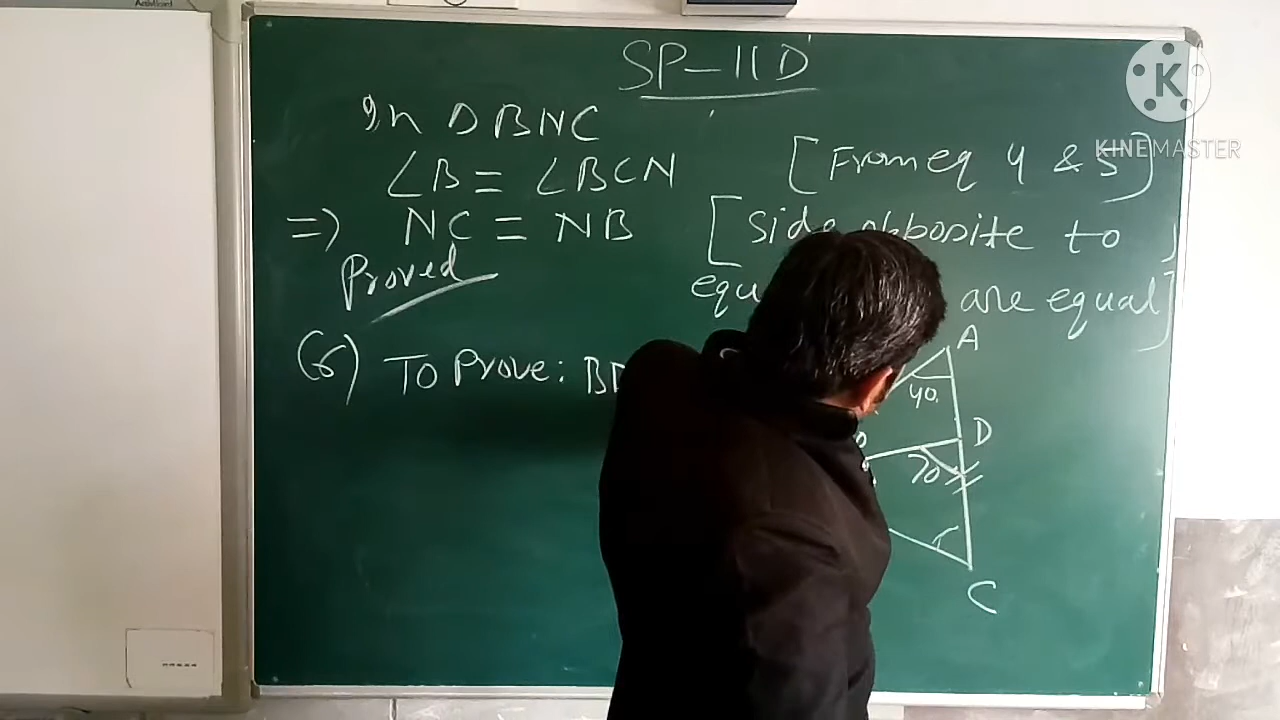 SP-11D
In Δ BNC
∠B = ∠BCN [From eq 4 & 5]
=> NC = NB [Side opposite to
are equal]
Proved
(6) To Prove: BD
A
40
D
70
C
K
KINEMASTER